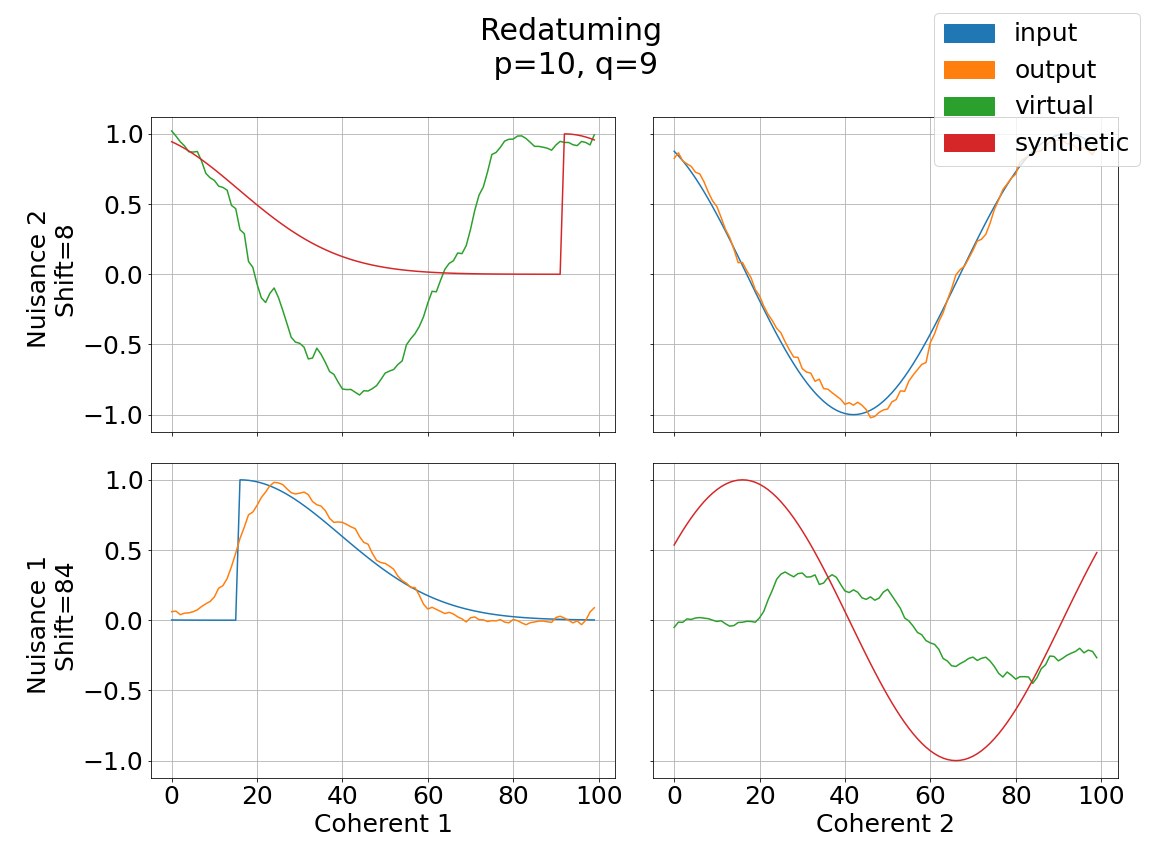 Redatuming
p=10, q=9
input
output
virtual
synthetic
Nuisance 2
Shift=8
1.0
0.5
0.0
−0.5
−1.0
Nuisance 1
Shift=84
1.0
0.5
0.0
−0.5
−1.0
0 20 40 60 80 100
0 20 40 60 80 100
Coherent 1
Coherent 2